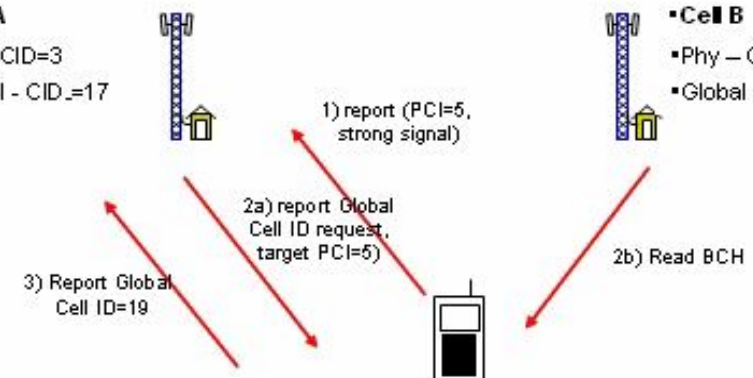 A
CID=3
l - CID_=17
▪Cell B
▪Phy – C
▪Global
1) report (PCI=5,
strong signal)
2a) report Global
Cell ID request,
target PCI=5)
2b) Read BCH
3) Report Global
Cell ID=19